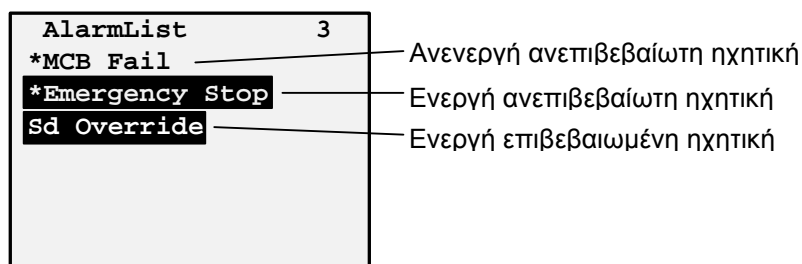 AlarmList 3
*MCB Fail
*Emergency Stop
Sd Override
Ανενεργή ανεπιβεβαίωτη ηχητική
Ενεργή ανεπιβεβαίωτη ηχητική
Ενεργή επιβεβαιωμένη ηχητική